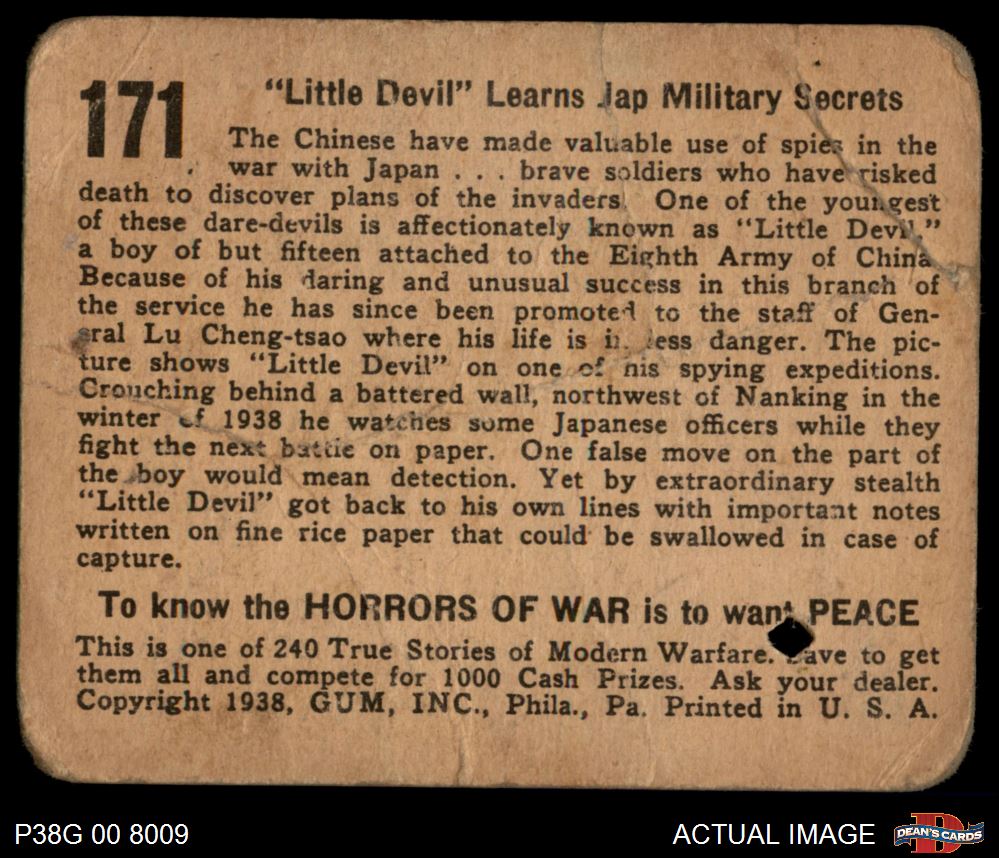 171
"Little Devil" Learns Jap Military Secrets
The Chinese have made valuable use of spies in the
war with Japan . . . brave soldiers who have risked
death to discover plans of the invaders. One of the youngest
of these dare-devils is affectionately known as "Little Devil,"
a boy of but fifteen attached to the Eighth Army of China.
Because of his daring and unusual success in this branch of
the service he has since been promoted to the staff of Gen-
eral Lu Cheng-tsao where his life is in less danger. The pic-
ture shows "Little Devil" on one of his spying expeditions.
Crouching behind a battered wall, northwest of Nanking in the
winter of 1938 he watches some Japanese officers while they
fight the next battle on paper. One false move on the part of
the boy would mean detection. Yet by extraordinary stealth
"Little Devil" got back to his own lines with important notes
written on fine rice paper that could be swallowed in case of
capture.
To know the HORRORS OF WAR is to want PEACE
This is one of 240 True Stories of Modern Warfare. Save to get
them all and compete for 1000 Cash Prizes. Ask your dealer.
Copyright 1938, GUM, INC., Phila., Pa. Printed in U. S. A.
P38G 00 8009
ACTUAL IMAGE
DEAN'S CARDS